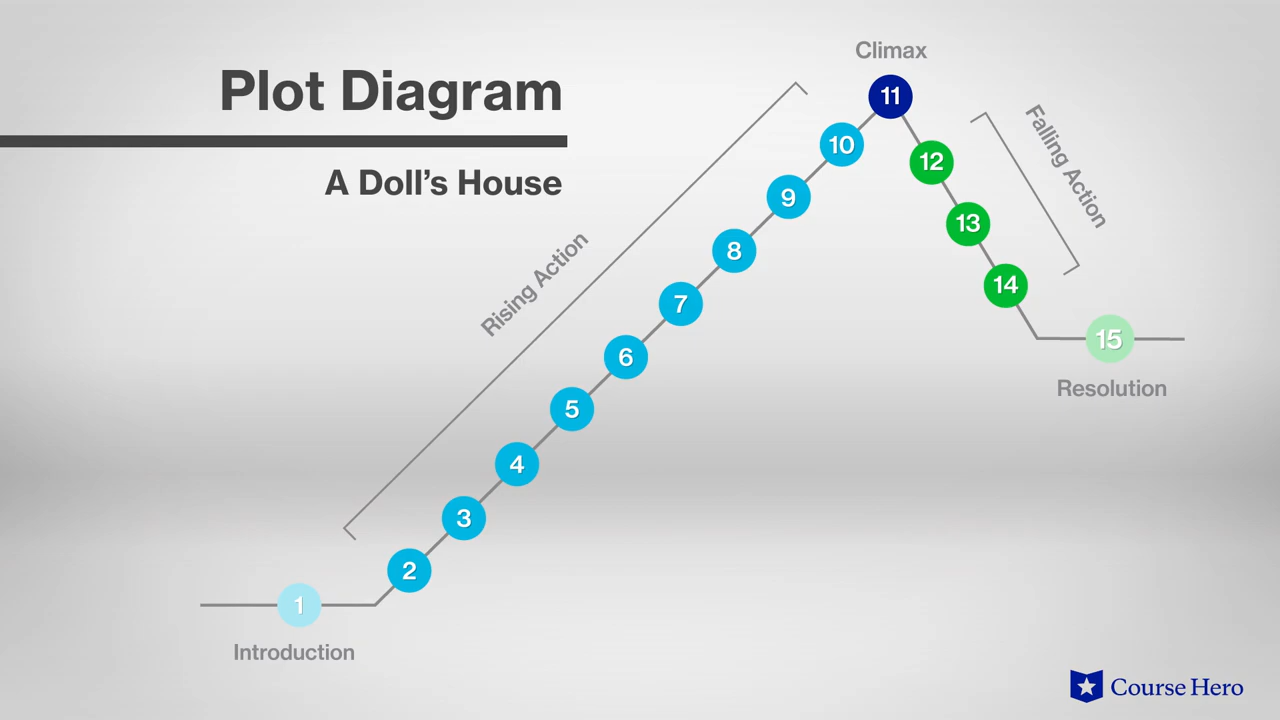 Plot Diagram
A Doll's House
Climax
11
10
12
Falling Action
9
13
8
14
Rising Action
7
15
6
Resolution
5
4
3
2
1
Introduction
Course Hero